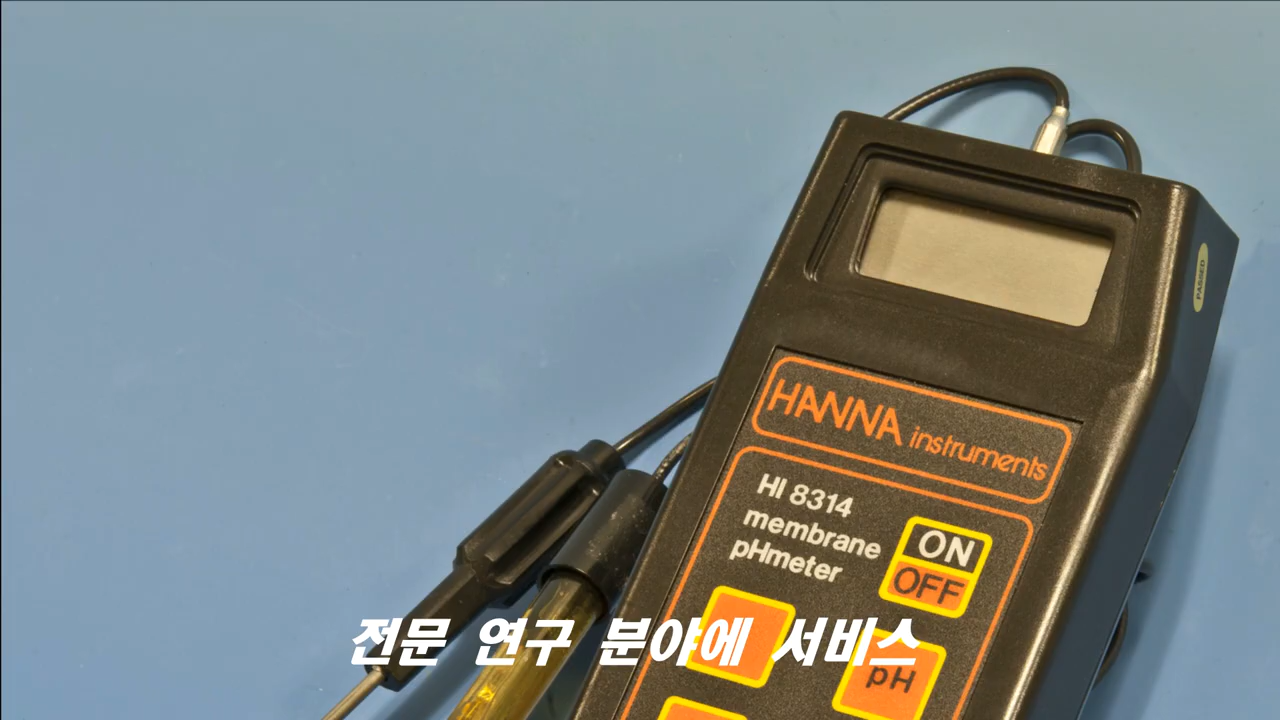 PASSED
HANNA instruments
HI 8314
membrane
pHmeter
ON
OFF
pH
전문 연구 분야에 서비스